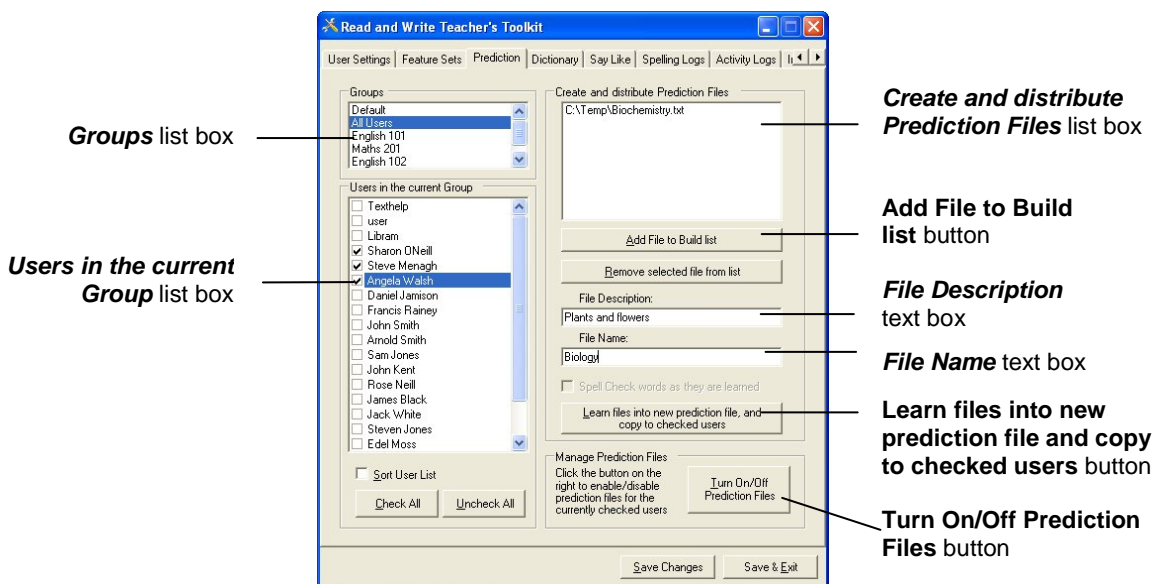 Read and Write Teacher's Toolkit
User Settings Feature Sets Prediction Dictionary Say Like Spelling Logs Activity Logs
Groups
Default
All Users
English 101
Maths 201
English 102
Users in the current Group
Texthelp
user
Libram
Sharon ONeill
Steve Menagh
Angela Walsh
Daniel Jamison
Francis Rainey
John Smith
Arnold Smith
Sam Jones
John Kent
Rose Neill
James Black
Jack White
Steven Jones
Edel Moss
Sort User List
Check All Uncheck All
Create and distribute Prediction Files
C:\Temp\Biochemistry.txt
Add File to Build list
Remove selected file from list
File Description:
Plants and flowers
File Name:
Biology
Spell Check words as they are learned
Learn files into new prediction file, and
copy to checked users
Manage Prediction Files
Click the button on the
right to enable/disable
prediction files for the
currently checked users
Turn On/Off
Prediction Files
Save Changes Save & Exit
Groups list box
Users in the current
Group list box
Create and distribute
Prediction Files list box
Add File to Build
list button
File Description
text box
File Name text box
Learn files into new
prediction file and copy
to checked users button
Turn On/Off Prediction
Files button